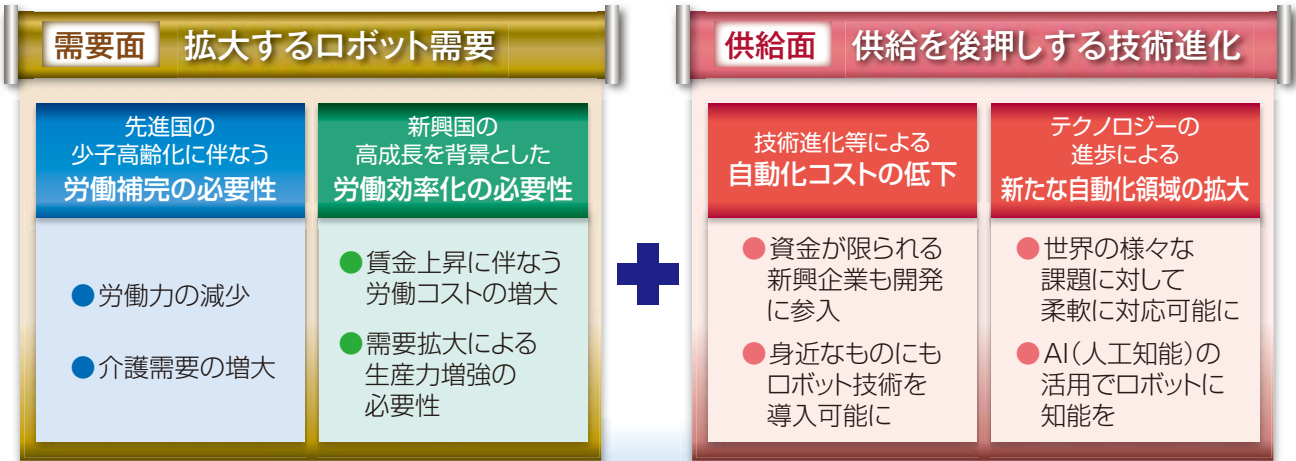 需要面 拡大するロボット需要
先進国の
少子高齢化に伴なう
労働補完の必要性
●労働力の減少
●介護需要の増大
新興国の
高成長を背景とした
労働効率化の必要性
●賃金上昇に伴なう
労働コストの増大
●需要拡大による
生産力増強の
必要性
供給面 供給を後押しする技術進化
技術進化等による
自動化コストの低下
●資金が限られる
新興企業も開発
に参入
●身近なものにも
ロボット技術を
導入可能に
テクノロジーの
進歩による
新たな自動化領域の拡大
●世界の様々な
課題に対して
柔軟に対応可能に
●AI(人工知能)の
活用でロボットに
知能を